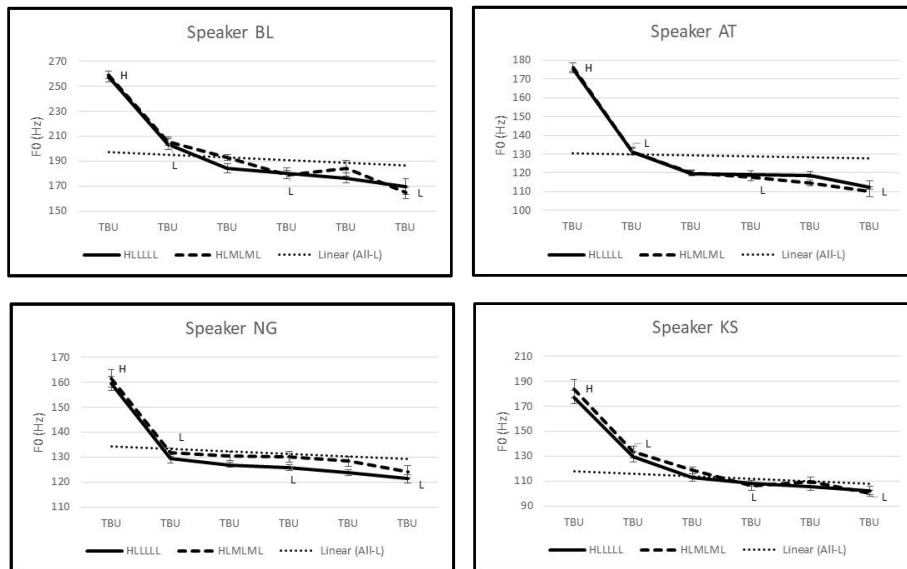 Speaker BL
F0 (Hz)
270
250
230
210
190
170
150
H
L
L
L
TBU TBU TBU TBU TBU TBU
HLLLLL HLMLML Linear (All-L)
Speaker AT
F0 (Hz)
180
170
160
150
140
130
120
110
100
H
L
L
L
TBU TBU TBU TBU TBU TBU
HLLLLL HLMLML Linear (All-L)
Speaker NG
F0 (Hz)
170
160
150
140
130
120
110
H
L
L
L
TBU TBU TBU TBU TBU TBU
HLLLLL HLMLML Linear (All-L)
Speaker KS
F0 (Hz)
210
190
170
150
130
110
90
H
L
L
L
TBU TBU TBU TBU TBU TBU
HLLLLL HLMLML Linear (All-L)